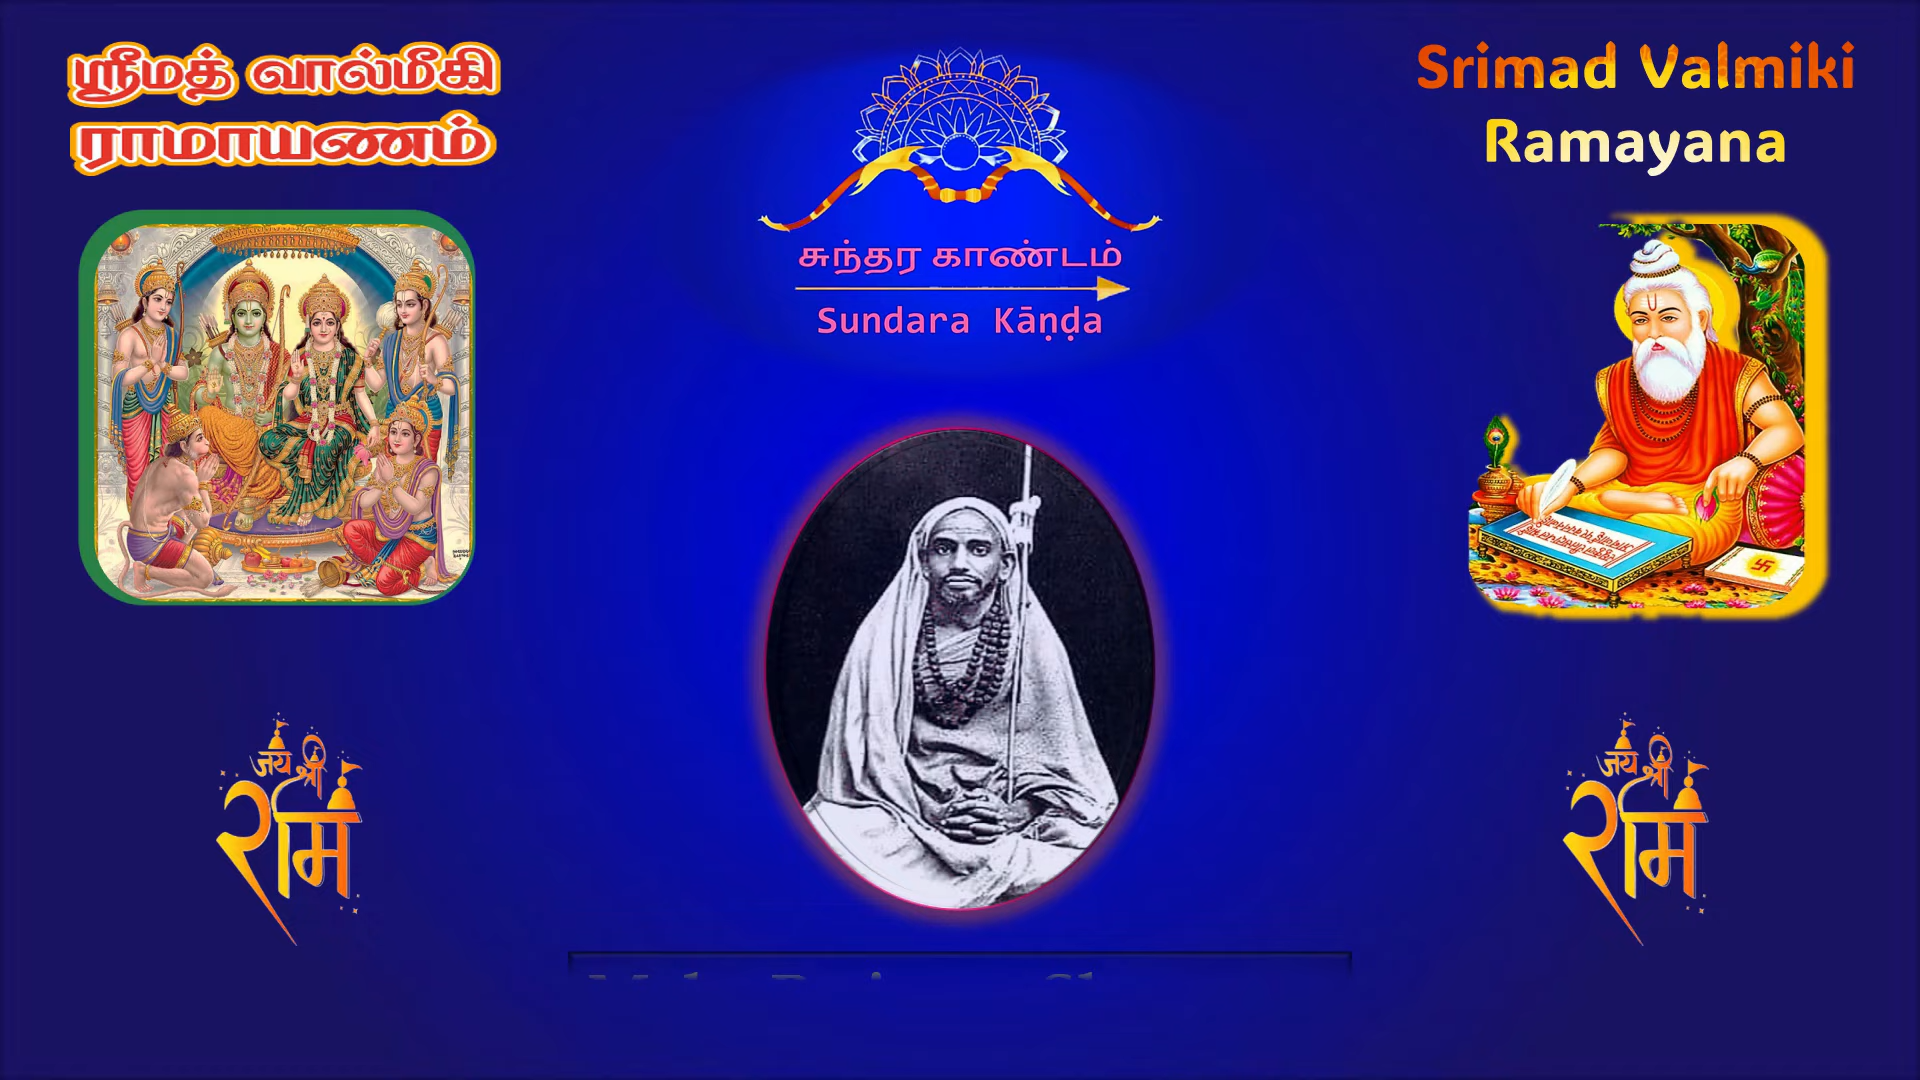 ஸ்ரீமத் வால்மீகி
ராமாயணம்
Srimad Valmiki
Ramayana
சுந்தர காண்டம்
Sundara Kāṇḍa
जय श्री
राम
जय श्री
राम